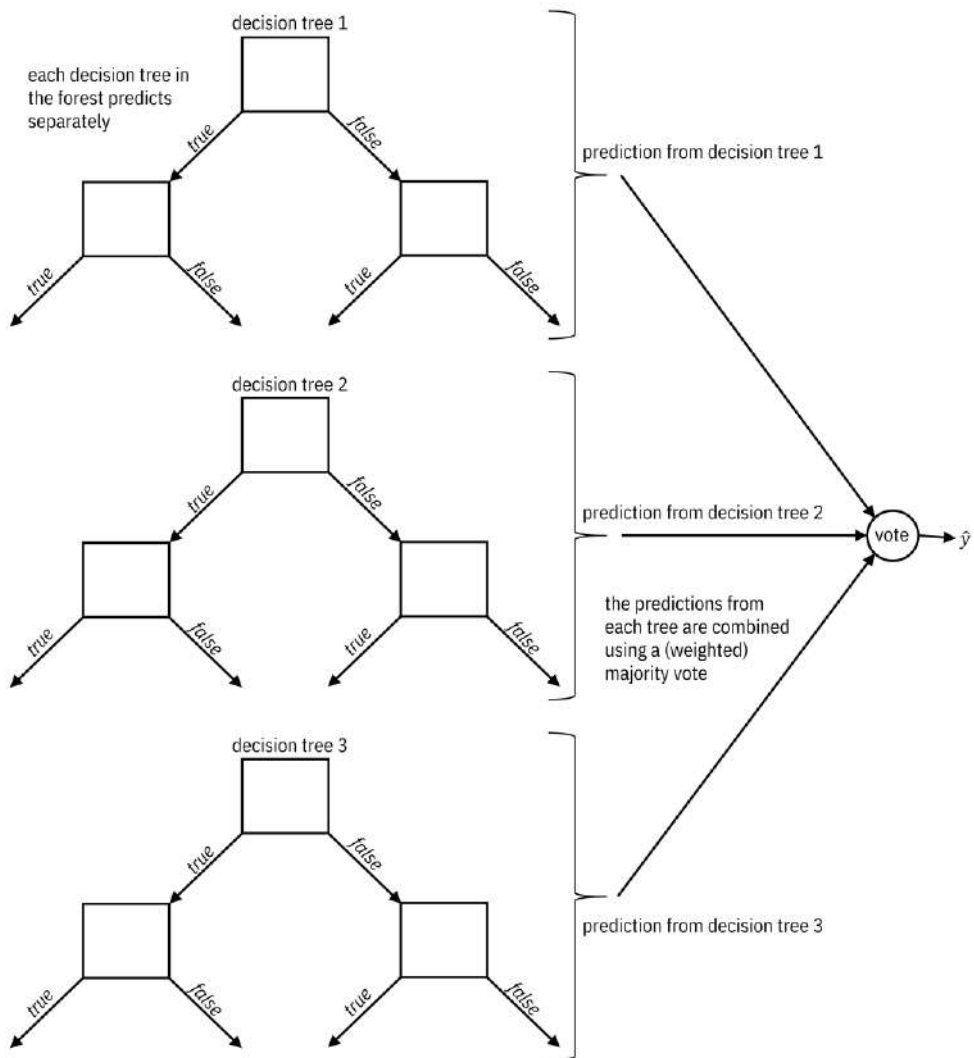 decision tree 1
each decision tree in
the forest predicts
separately
true
false
prediction from decision tree 1
true
false
true
false
decision tree 2
true
false
prediction from decision tree 2
vote
ŷ
true
false
true
false
the predictions from
each tree are combined
using a (weighted)
majority vote
decision tree 3
true
false
prediction from decision tree 3
true
false
true
false